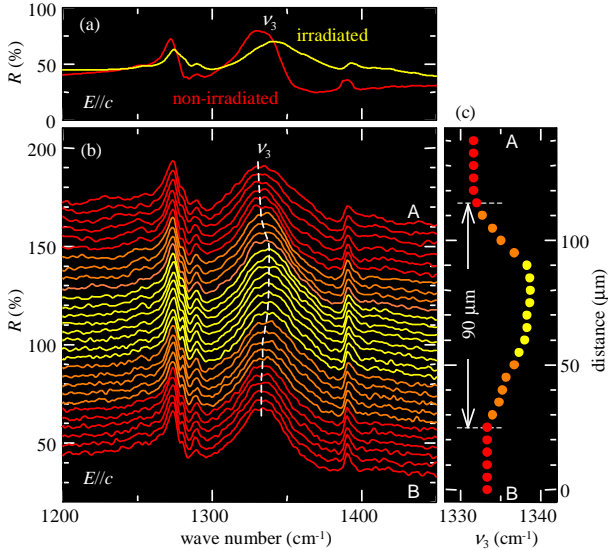 (a)
ν3
irradiated
non-irradiated
E//c
R (%)
100
50
0
(b)
ν3
A
B
E//c
R (%)
200
150
100
50
1200
1300
1400
wave number (cm-1)
(c)
A
90 μm
B
100
50
0
distance (μm)
1330
1340
ν3 (cm-1)